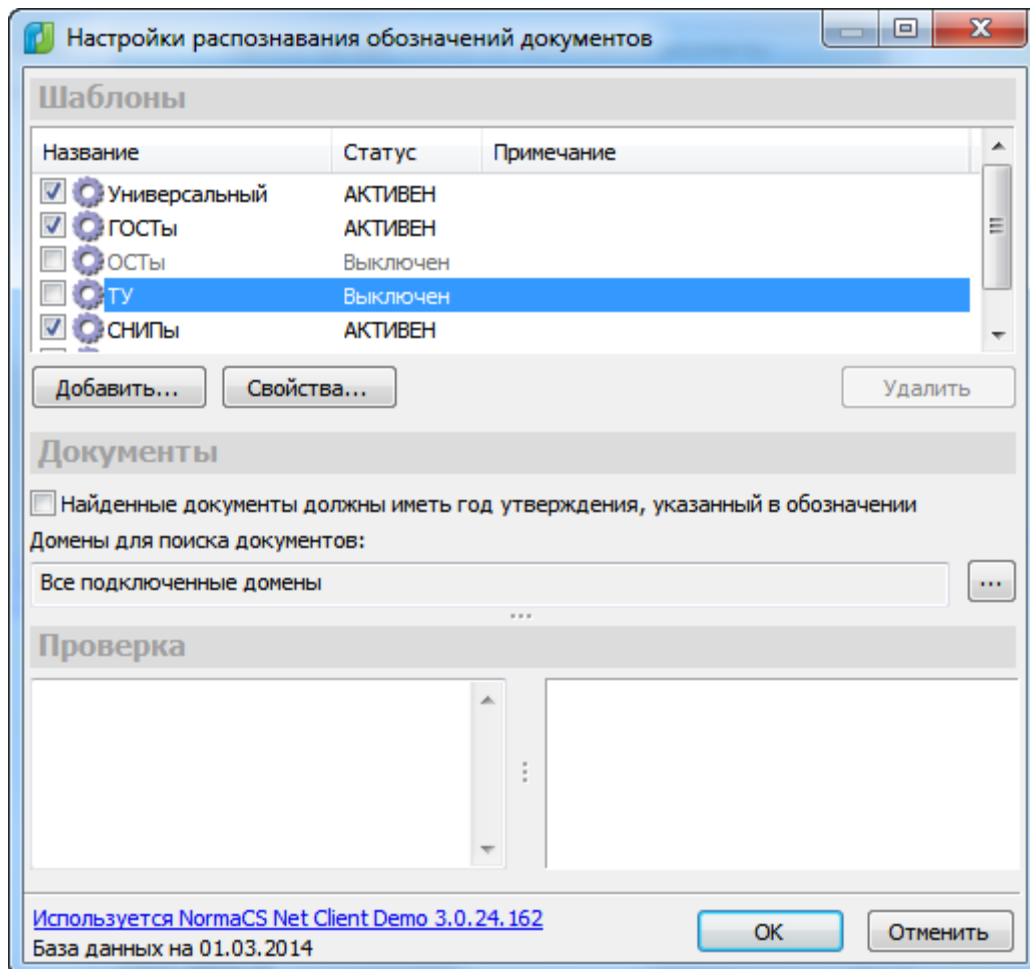 Настройки распознавания обозначений документов
Шаблоны
Название Статус Примечание
Универсальный АКТИВЕН
ГОСТы АКТИВЕН
ОСТы Выключен
ТУ Выключен
СНИПы АКТИВЕН
Добавить... Свойства... Удалить
Документы
Найденные документы должны иметь год утверждения, указанный в обозначении
Домены для поиска документов:
Все подключенные домены ...
Проверка
Используется NormaCS Net Client Demo 3.0.24.162
База данных на 01.03.2014
OK Отменить